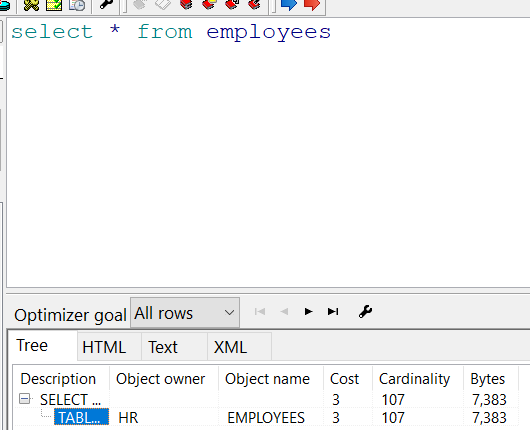 select * from employees
Optimizer goal All rows
Tree HTML Text XML
Description Object owner Object name Cost Cardinality Bytes
SELECT ... 3 107 7,383
TABL... HR EMPLOYEES 3 107 7,383